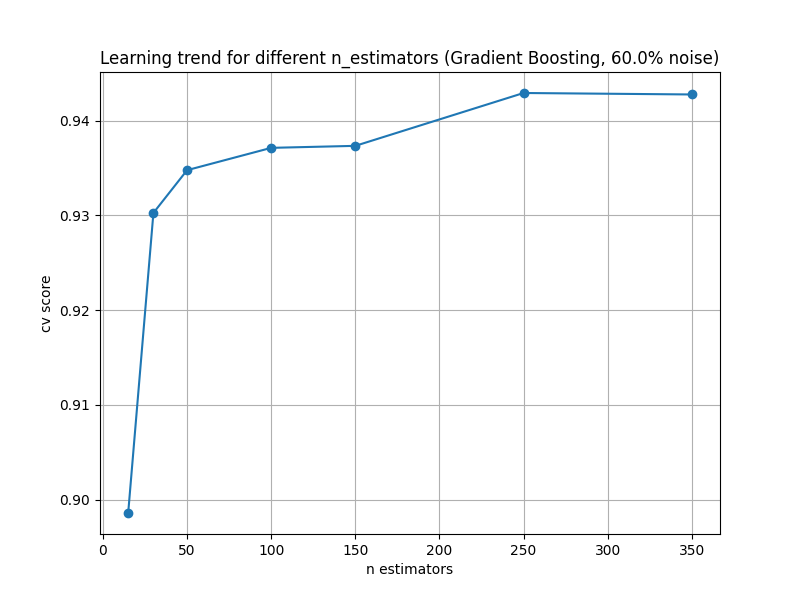 Learning trend for different n_estimators (Gradient Boosting, 60.0% noise)
cv score
0.94
0.93
0.92
0.91
0.90
0 50 100 150 200 250 300 350
n estimators